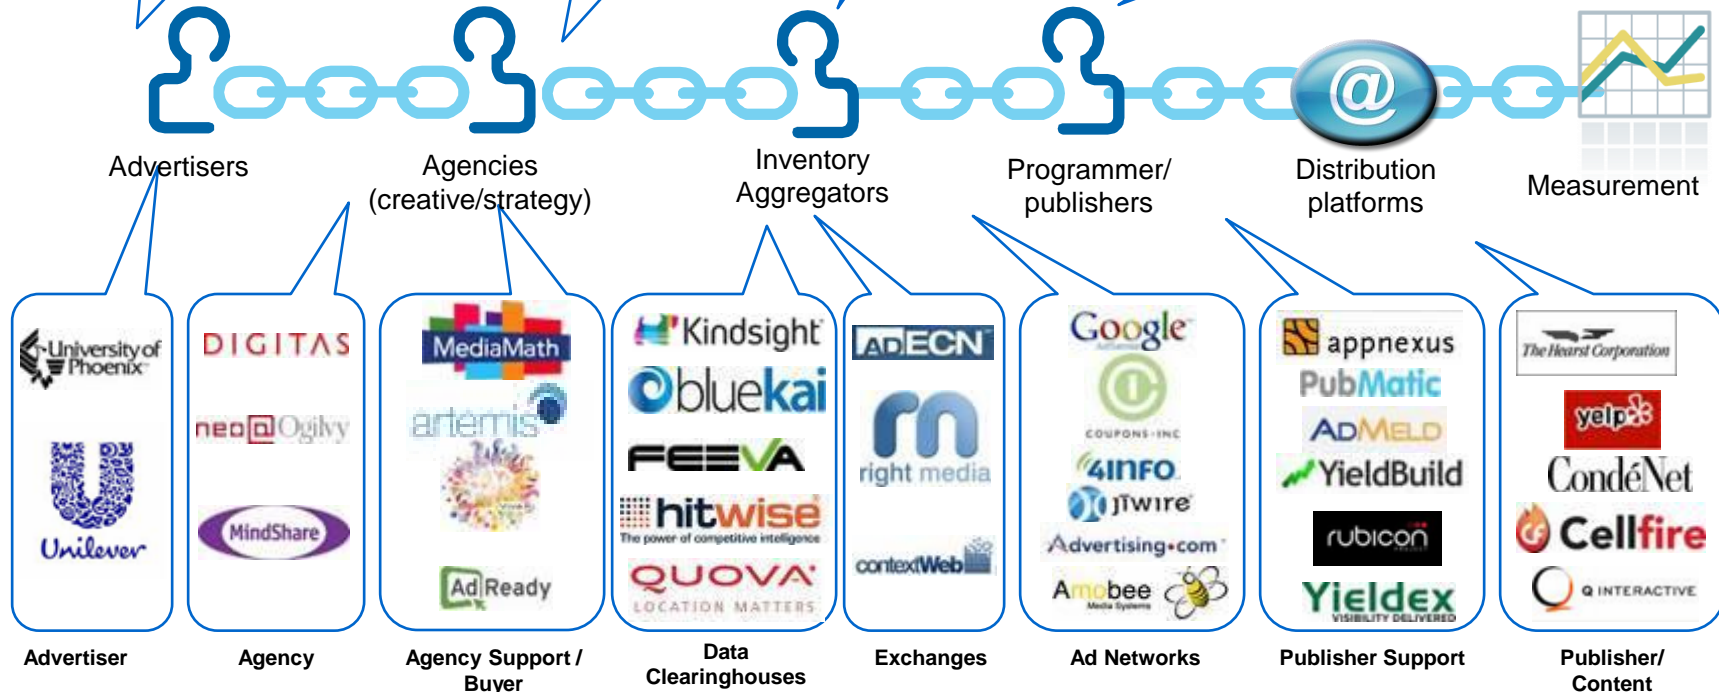 @
Advertisers
Agencies
(creative/strategy)
Inventory
Aggregators
Programmer/
publishers
Distribution
platforms
Measurement
University of
Phoenix
Unilever
DIGITAS
neo@Ogilvy
MindShare
MediaMath
artemis
AdReady
Kindsight
bluekai
FEEVA
hitwise
The power of competitive intelligence
QUOVA
LOCATION MATTERS
ADECN
right media
contextWeb
Google
COUPONS-INC
4INFO
JiWIRE
Advertising.com
Amobee
Media Systems
appnexus
PubMatic
ADMELD
YieldBuild
rubicon
PROJECT
Yieldex
VISIBILITY DELIVERED
The Hearst Corporation
yelp
CondéNet
Cellfire
Q INTERACTIVE
Advertiser
Agency
Agency Support /
Buyer
Data
Clearinghouses
Exchanges
Ad Networks
Publisher Support
Publisher/
Content